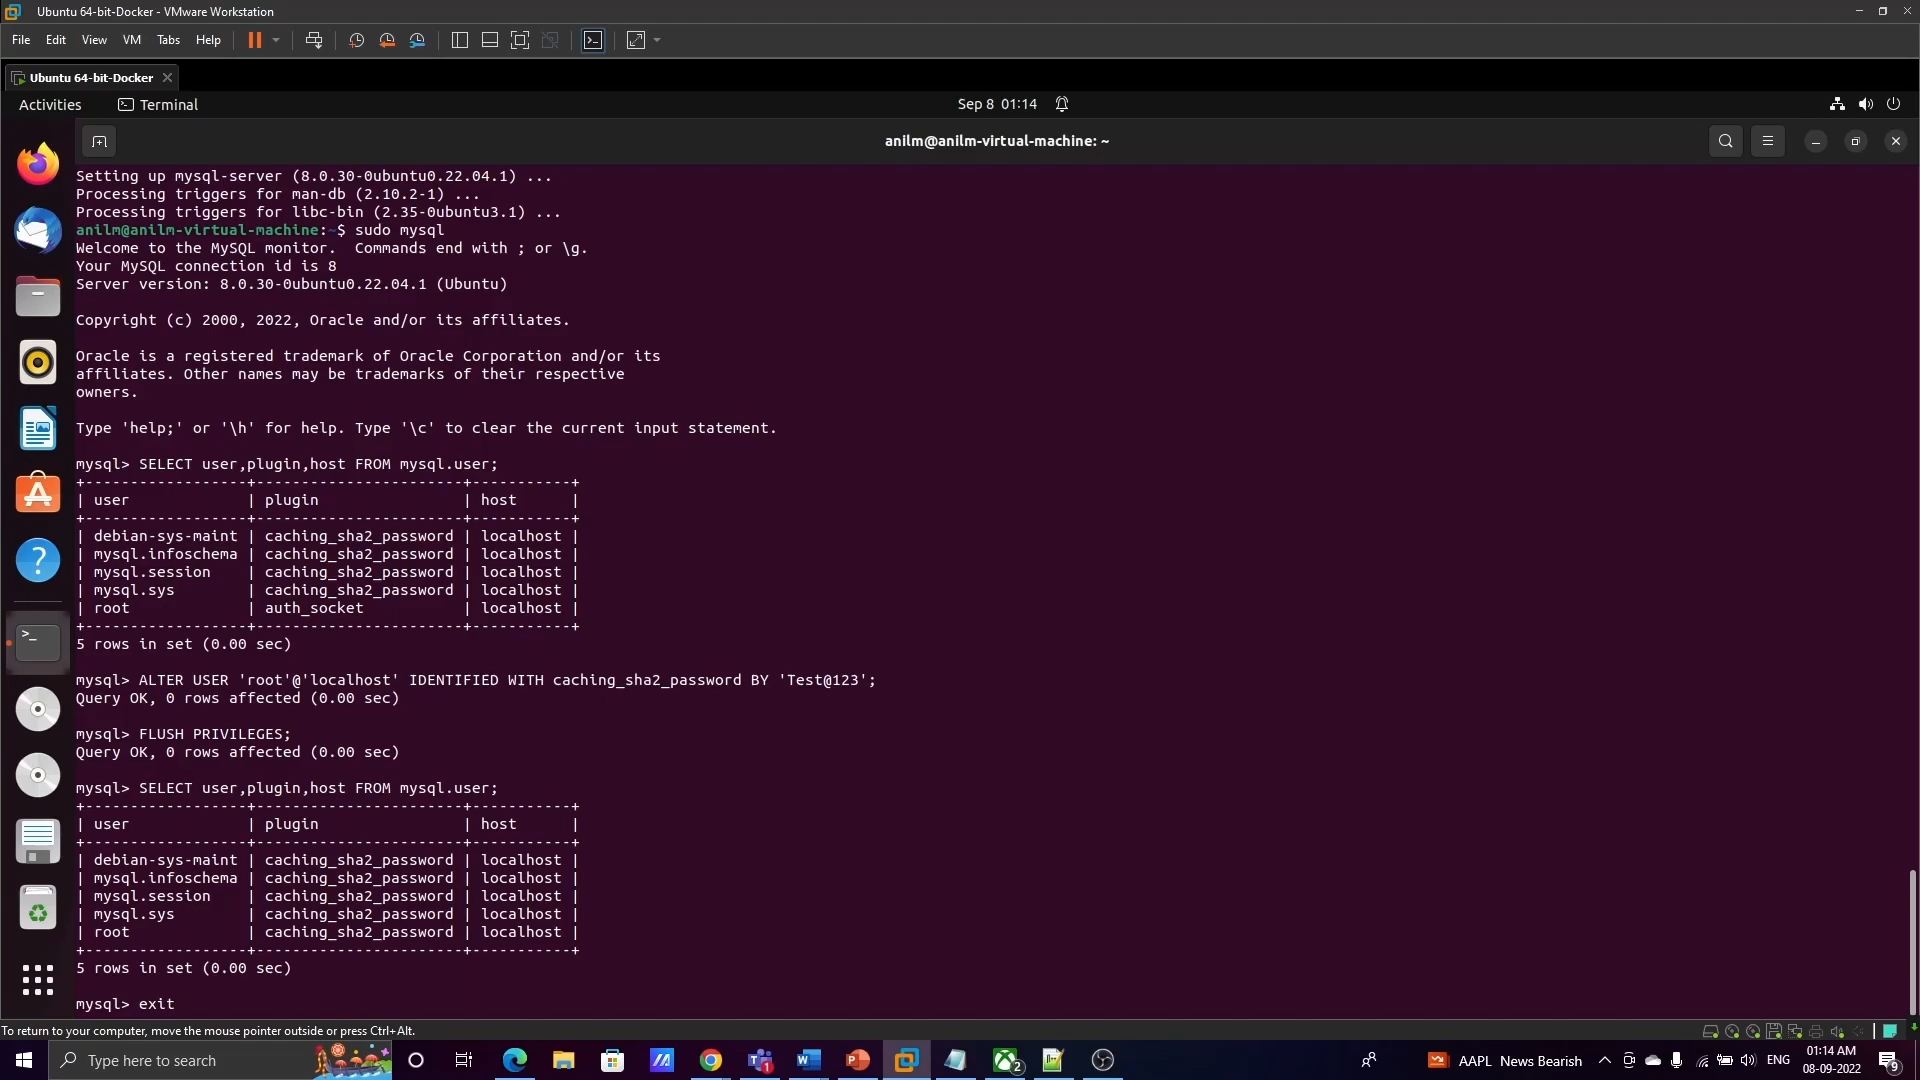 Ubuntu 64-bit-Docker - VMware Workstation
File Edit View VM Tabs Help
Ubuntu 64-bit-Docker
Activities Terminal Sep 8 01:14
anilm@anilm-virtual-machine: ~
Setting up mysql-server (8.0.30-0ubuntu0.22.04.1) ...
Processing triggers for man-db (2.10.2-1) ...
Processing triggers for libc-bin (2.35-0ubuntu3.1) ...
anilm@anilm-virtual-machine:~$ sudo mysql
Welcome to the MySQL monitor.  Commands end with ; or \g.
Your MySQL connection id is 8
Server version: 8.0.30-0ubuntu0.22.04.1 (Ubuntu)
Copyright (c) 2000, 2022, Oracle and/or its affiliates.
Oracle is a registered trademark of Oracle Corporation and/or its
affiliates. Other names may be trademarks of their respective
owners.
Type 'help;' or '\h' for help. Type '\c' to clear the current input statement.
mysql> SELECT user,plugin,host FROM mysql.user;
+------------------+-----------------------+-----------+
| user             | plugin                | host      |
+------------------+-----------------------+-----------+
| debian-sys-maint | caching_sha2_password | localhost |
| mysql.infoschema | caching_sha2_password | localhost |
| mysql.session    | caching_sha2_password | localhost |
| mysql.sys        | caching_sha2_password | localhost |
| root             | auth_socket           | localhost |
+------------------+-----------------------+-----------+
5 rows in set (0.00 sec)
mysql> ALTER USER 'root'@'localhost' IDENTIFIED WITH caching_sha2_password BY 'Test@123';
Query OK, 0 rows affected (0.00 sec)
mysql> FLUSH PRIVILEGES;
Query OK, 0 rows affected (0.00 sec)
mysql> SELECT user,plugin,host FROM mysql.user;
+------------------+-----------------------+-----------+
| user             | plugin                | host      |
+------------------+-----------------------+-----------+
| debian-sys-maint | caching_sha2_password | localhost |
| mysql.infoschema | caching_sha2_password | localhost |
| mysql.session    | caching_sha2_password | localhost |
| mysql.sys        | caching_sha2_password | localhost |
| root             | caching_sha2_password | localhost |
+------------------+-----------------------+-----------+
5 rows in set (0.00 sec)
mysql> exit
To return to your computer, move the mouse pointer outside or press Ctrl+Alt.
Type here to search AAPL News Bearish ENG 01:14 AM
08-09-2022